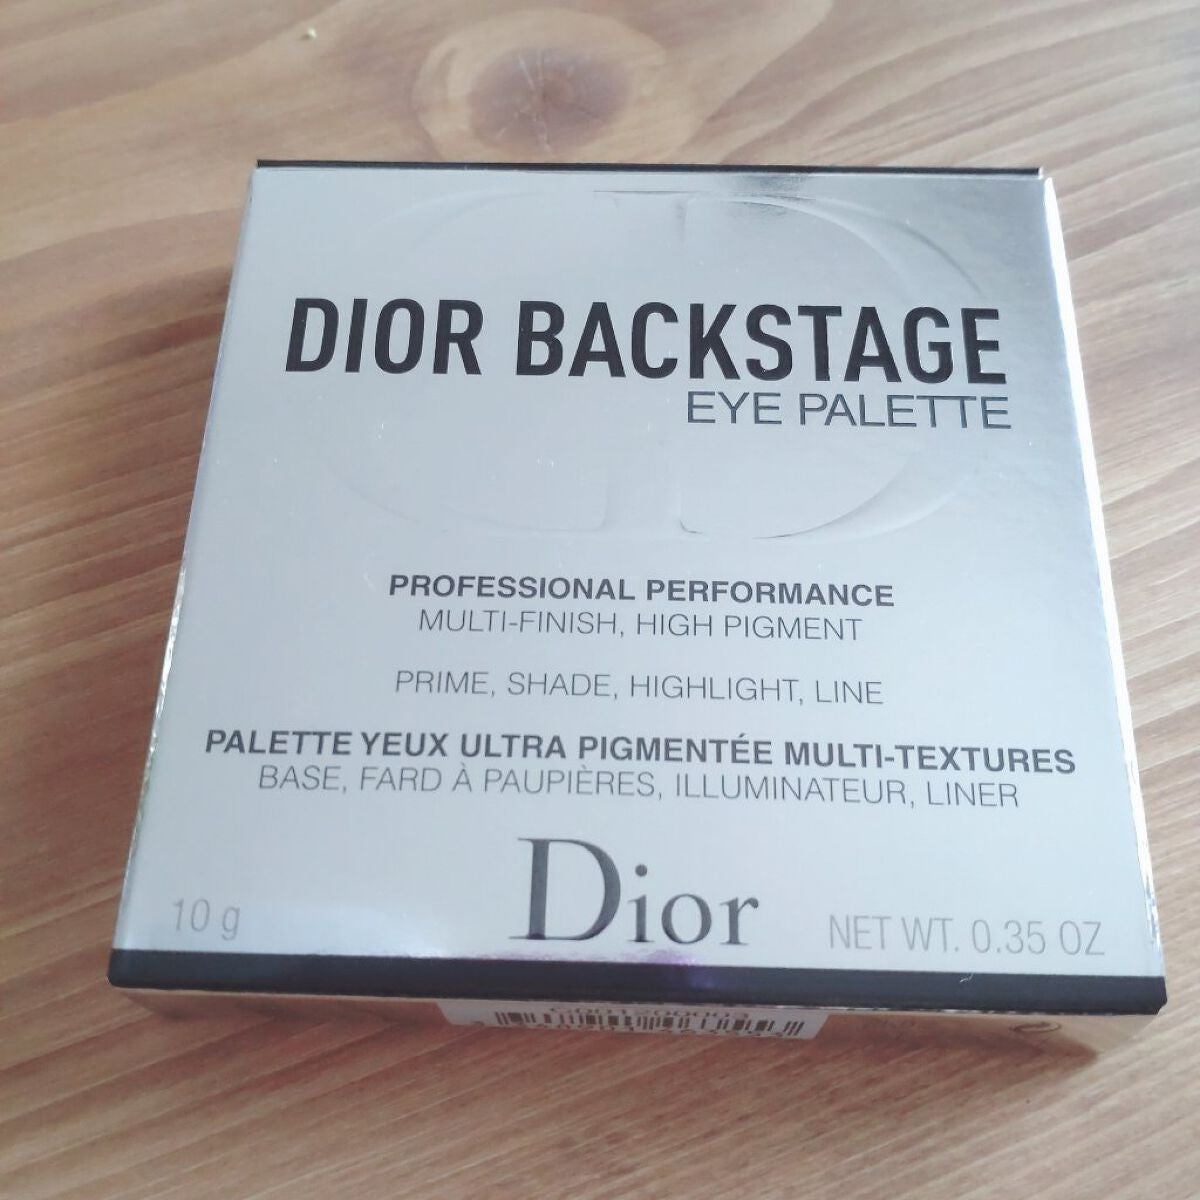 DIOR BACKSTAGE
EYE PALETTE
PROFESSIONAL PERFORMANCE
MULTI-FINISH, HIGH PIGMENT
PRIME, SHADE, HIGHLIGHT, LINE
PALETTE YEUX ULTRA PIGMENTÉE MULTI-TEXTURES
BASE, FARD À PAUPIÈRES, ILLUMINATEUR, LINER
10 g
Dior
NET WT. 0.35 OZ